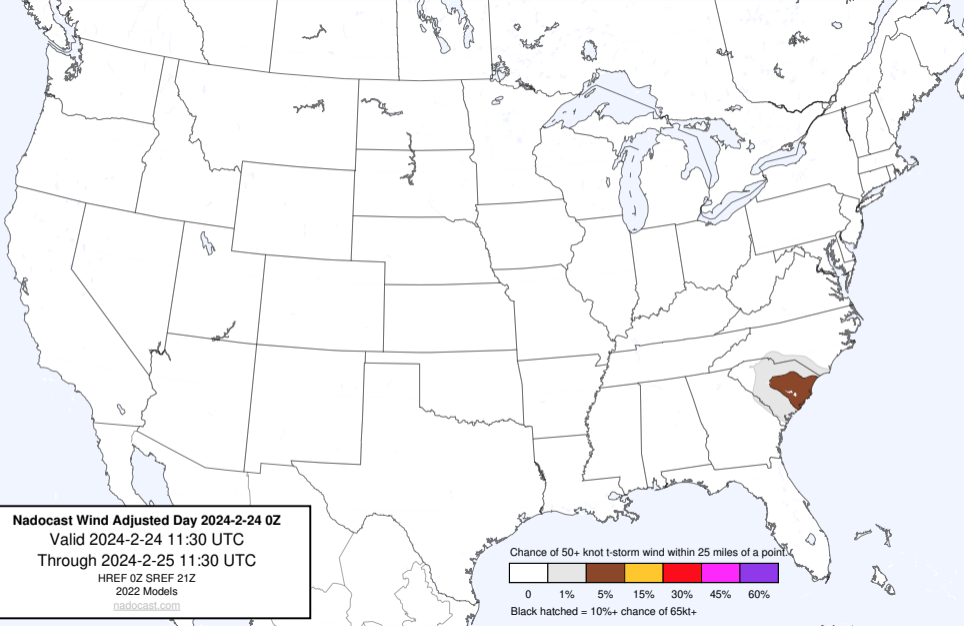 Nadocast Wind Adjusted Day 2024-2-24 0Z
Valid 2024-2-24 11:30 UTC
Through 2024-2-25 11:30 UTC
HREF 0Z SREF 21Z
2022 Models
nadocast.com
Chance of 50+ knot t-storm wind within 25 miles of a point.
0 1% 5% 15% 30% 45% 60%
Black hatched = 10%+ chance of 65kt+